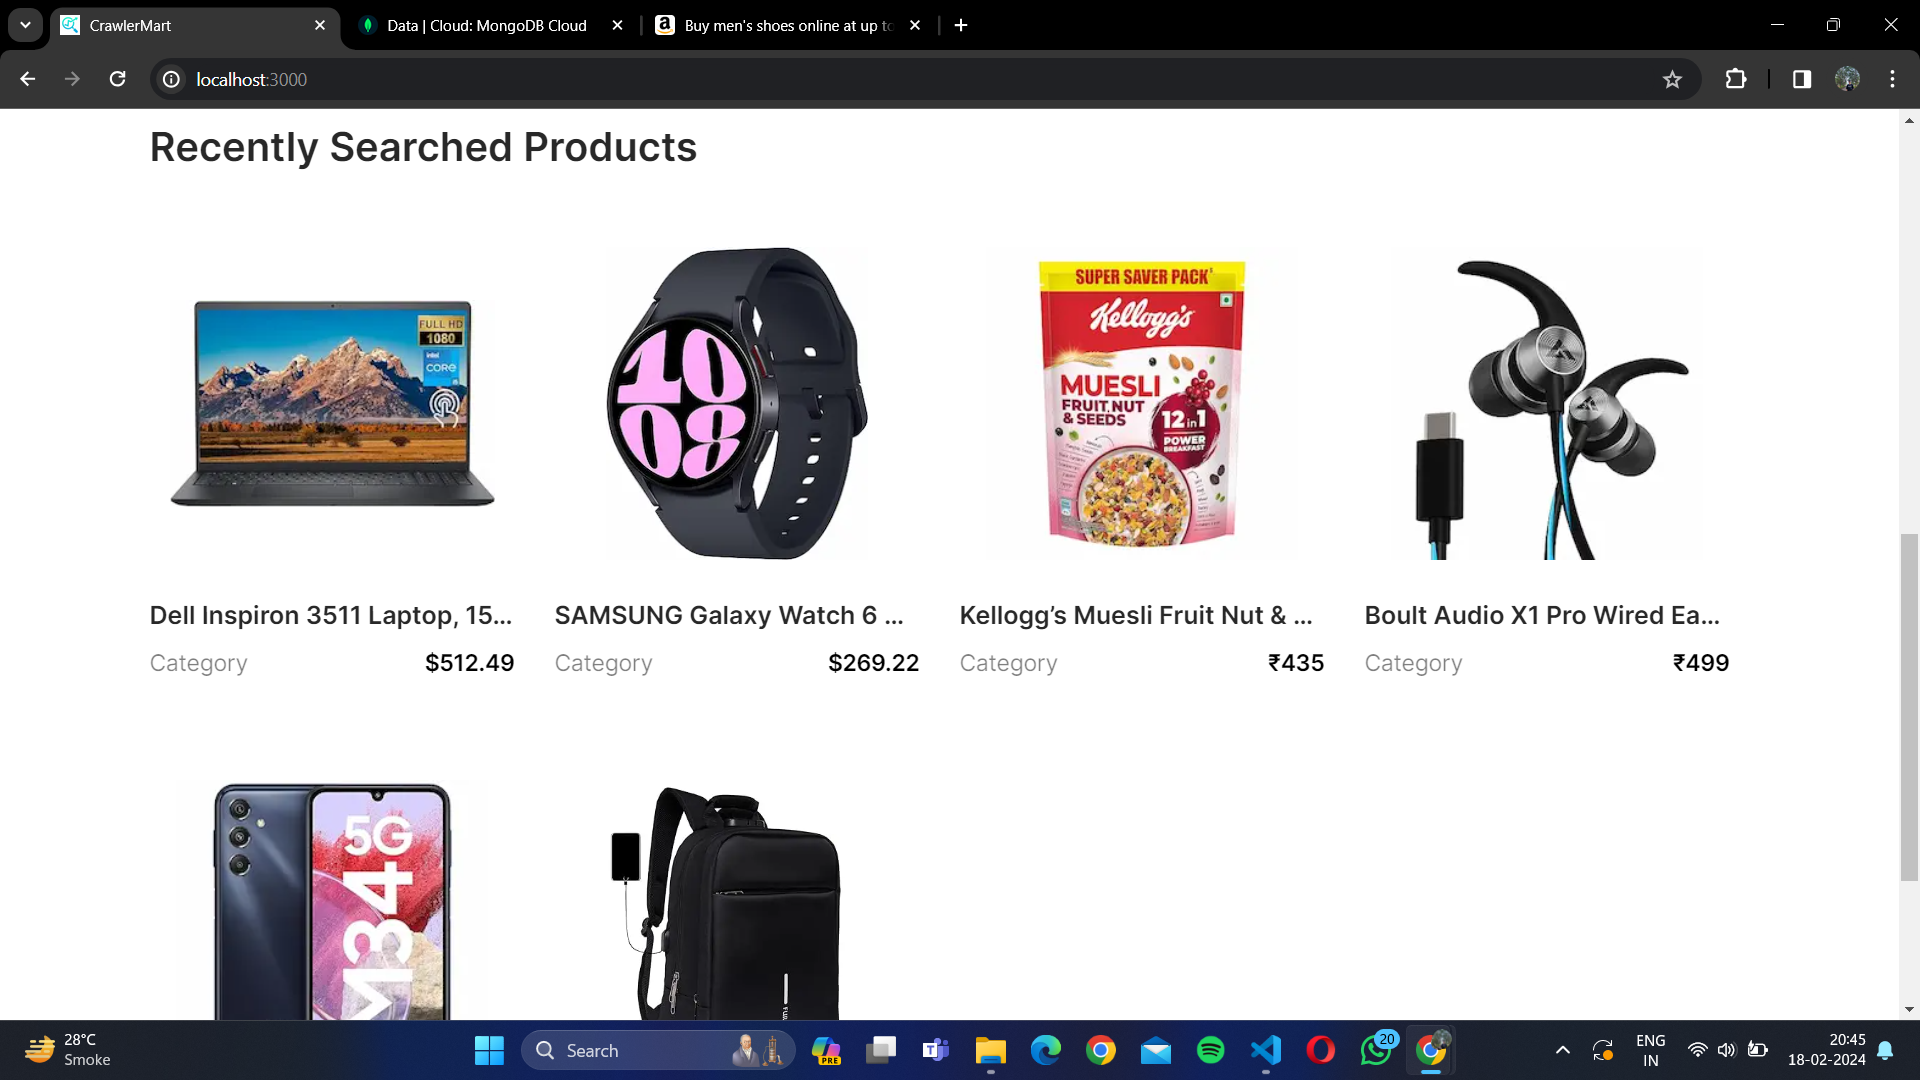 CrawlerMart
Data | Cloud: MongoDB Cloud
Buy men's shoes online at up to
localhost:3000
Recently Searched Products
FULL HD
1080
intel
CORE
10
08
SUPER SAVER PACK
Kellogg's
MUESLI
FRUIT, NUT
& SEEDS
12 in 1
POWER
BREAKFAST
Dell Inspiron 3511 Laptop, 15...
SAMSUNG Galaxy Watch 6 ...
Kellogg’s Muesli Fruit Nut & ...
Boult Audio X1 Pro Wired Ea...
Category
$512.49
Category
$269.22
Category
₹435
Category
₹499
5G
M34
28°C
Smoke
Search
PRE
20
ENG
IN
20:45
18-02-2024